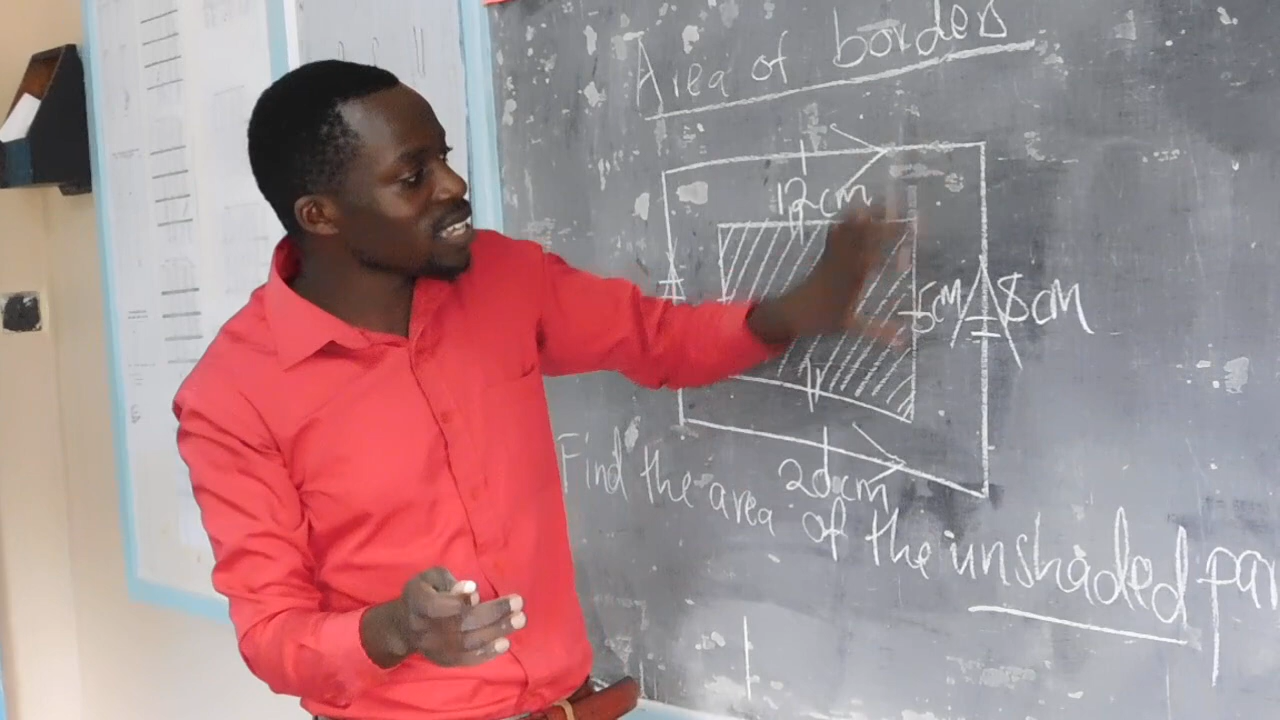 Area of borders
12cm
5cm
8cm
20cm
Find the area of the unshaded par